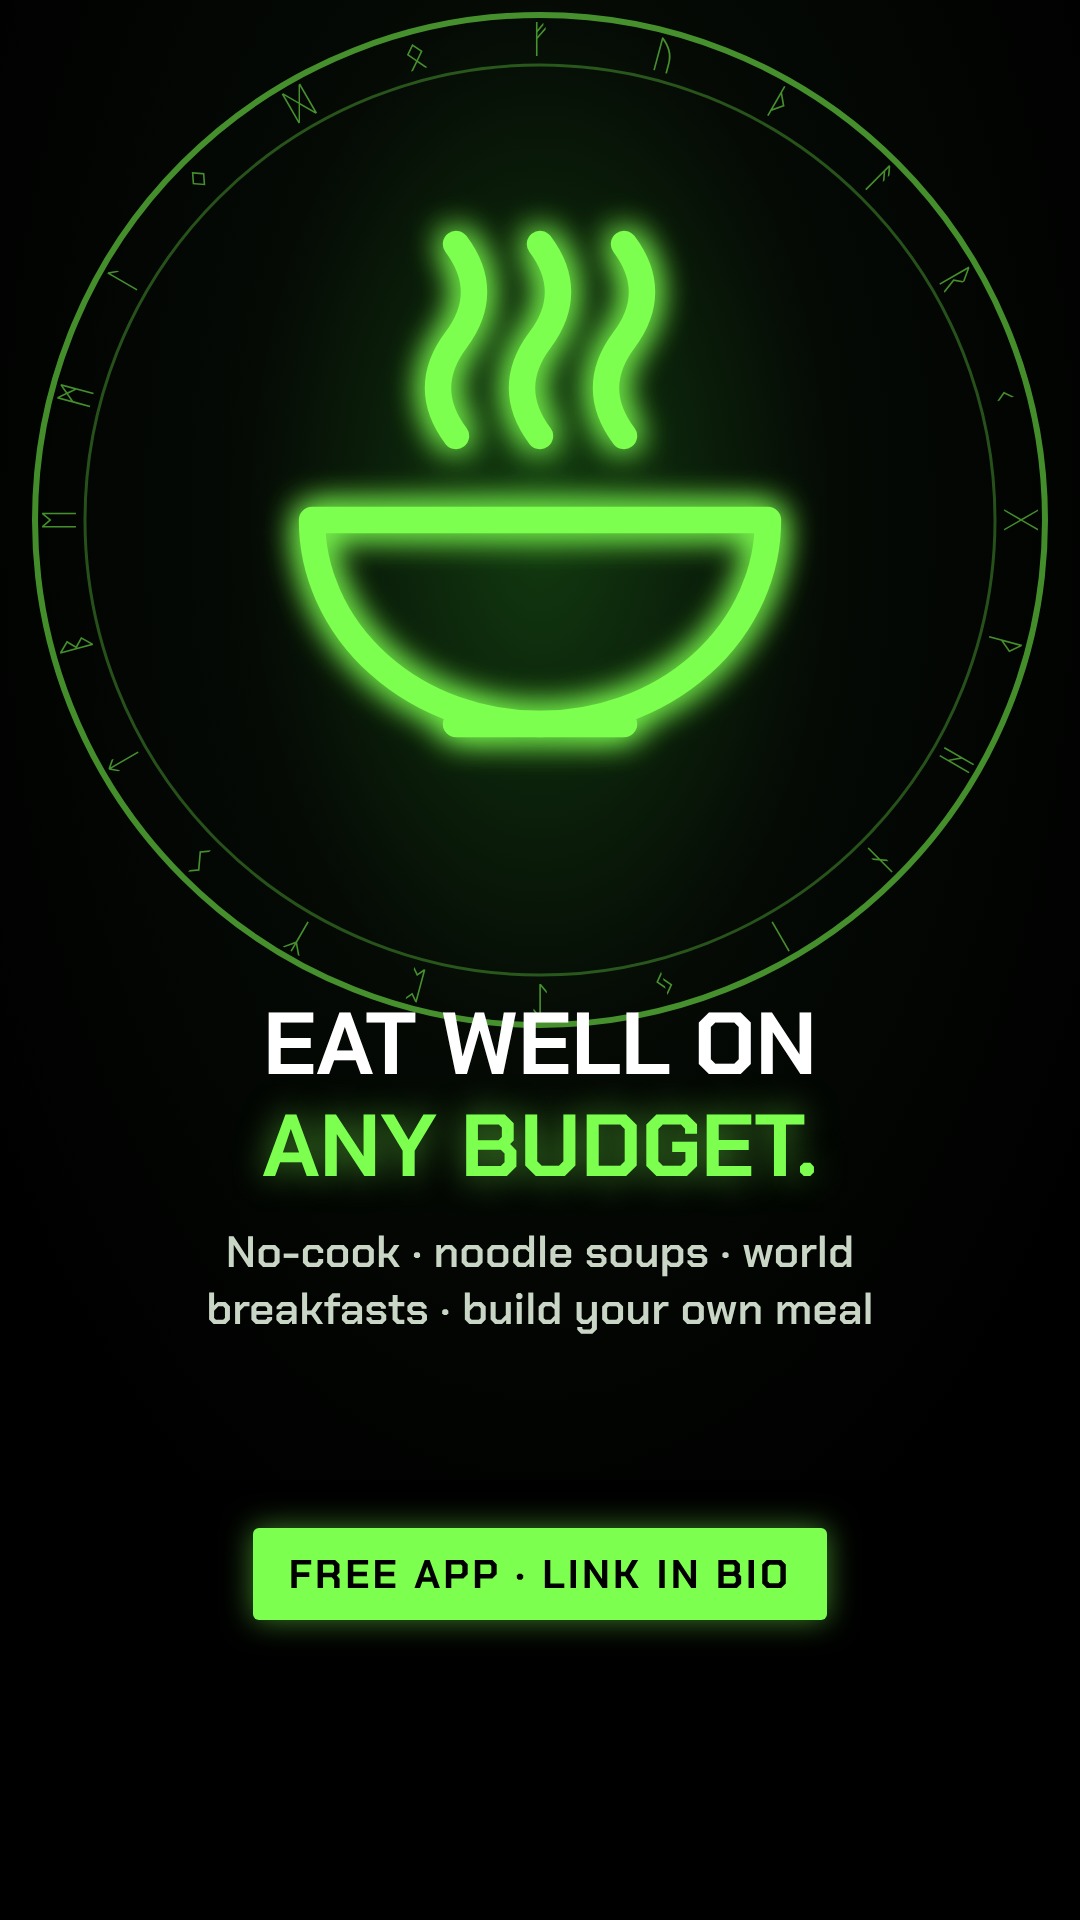 ᚠ ᚢ ᚦ ᚨ ᚱ ᚲ ᚷ ᚹ ᚺ ᚾ ᛁ ᛃ ᛇ ᛈ ᛉ ᛊ ᛏ ᛒ ᛖ ᛗ ᛚ ᛜ ᛞ ᛟ
EAT WELL ON
ANY BUDGET.
No-cook · noodle soups · world
breakfasts · build your own meal
FREE APP · LINK IN BIO